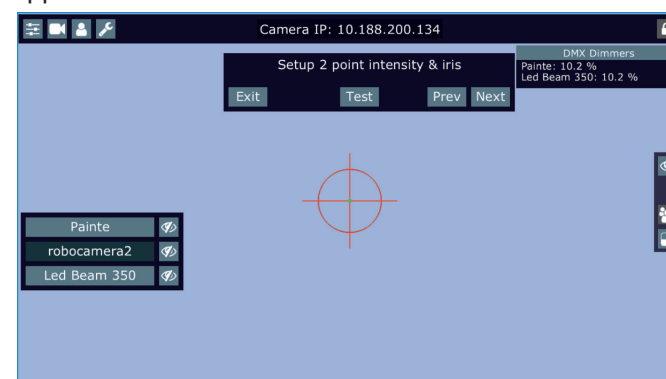 Camera IP: 10.188.200.134
Setup 2 point intensity & iris
Exit Test Prev Next
DMX Dimmers
Painte: 10.2 %
Led Beam 350: 10.2 %
Painte
robocamera2
Led Beam 350